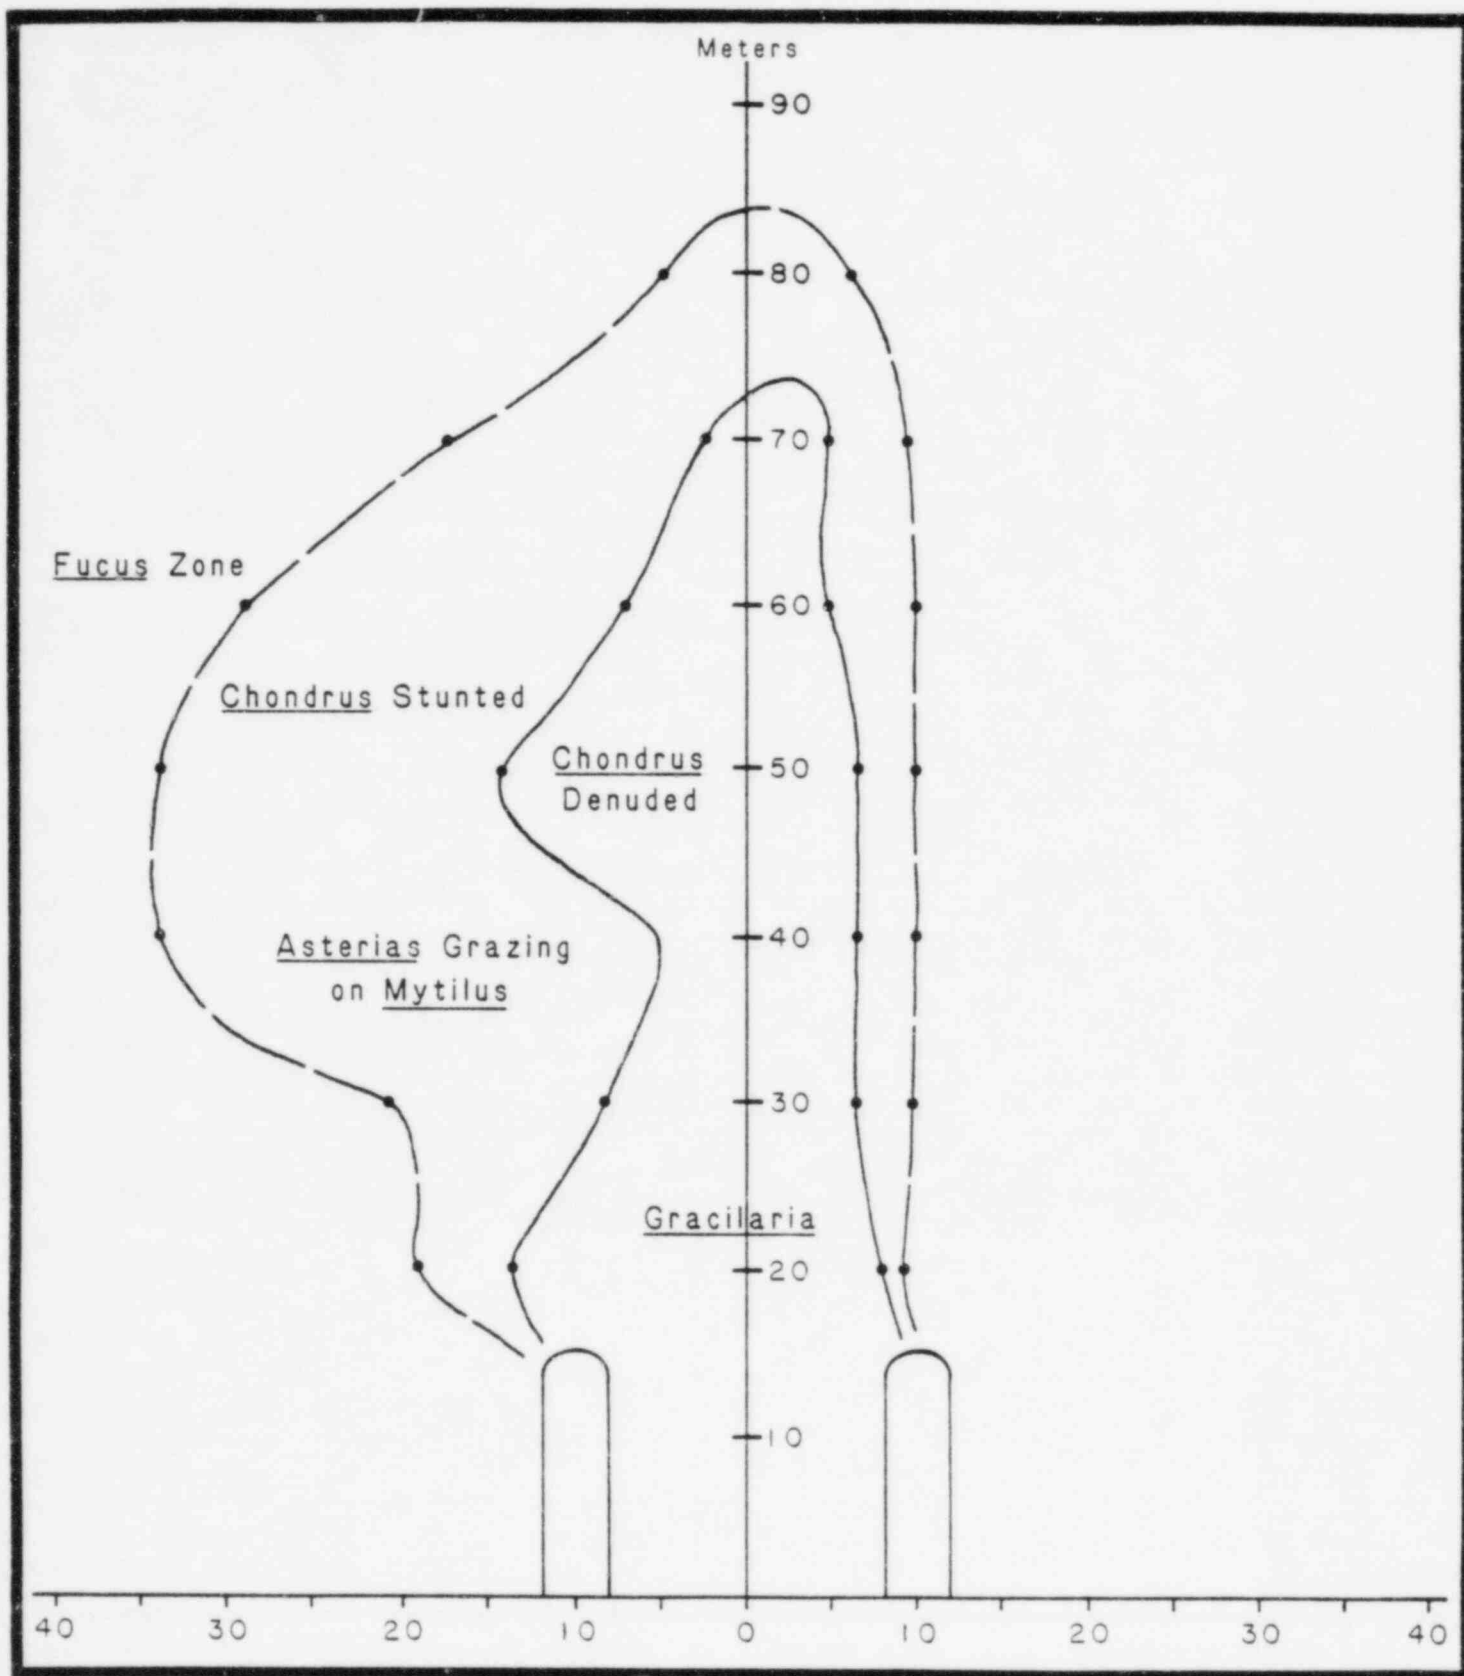 Meters
90
80
70
Fucus Zone
60
Chondrus Stunted
Chondrus
Denuded
50
Asterias Grazing
on Mytilus
40
30
Gracilaria
20
10
40 30 20 10 0 10 20 30 40